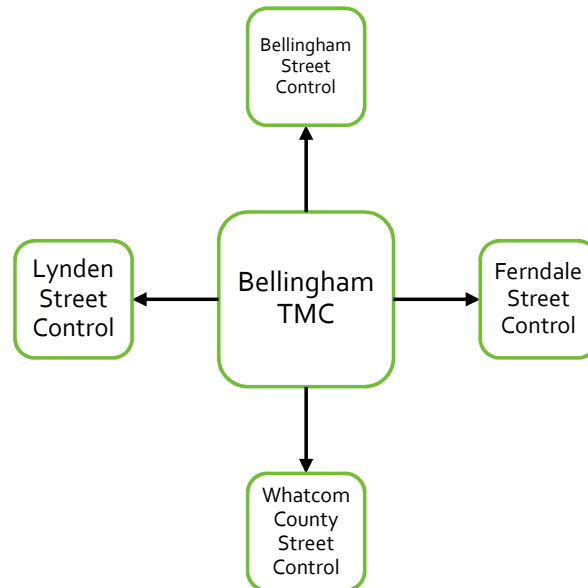 Bellingham
Street
Control
Lynden
Street
Control
Bellingham
TMC
Ferndale
Street
Control
Whatcom
County
Street
Control